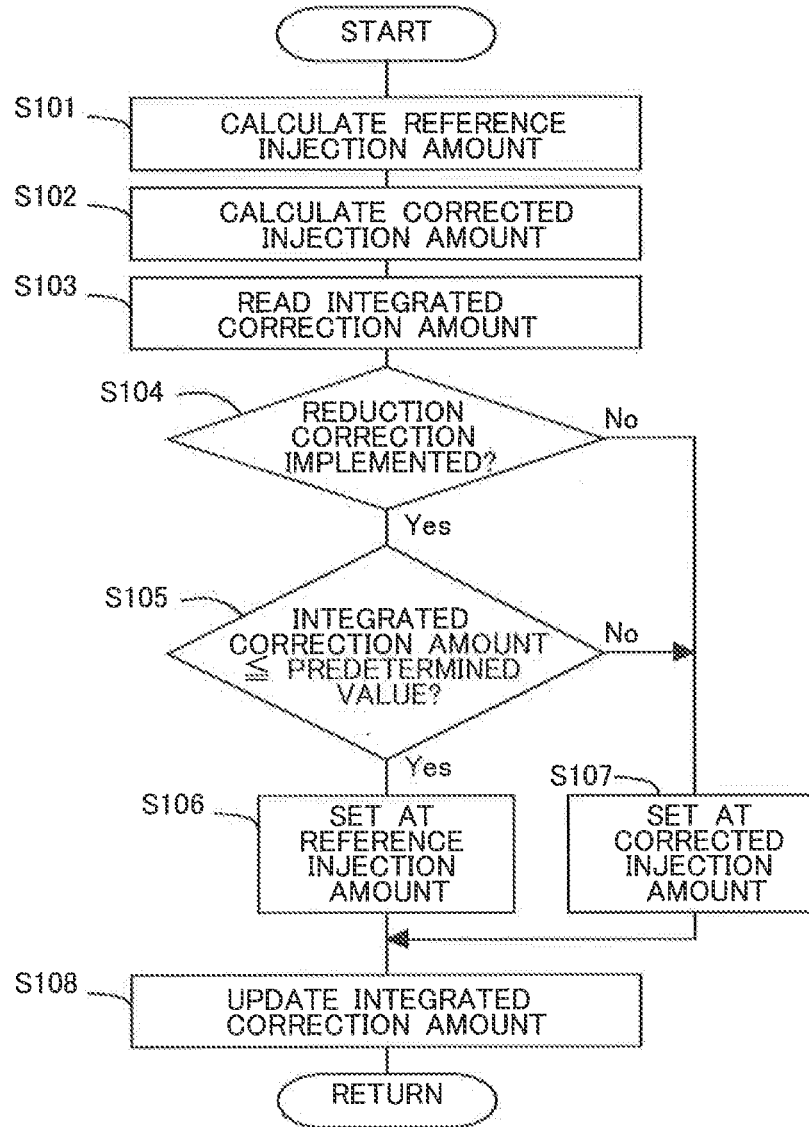 START
S101
CALCULATE REFERENCE
INJECTION AMOUNT
S102
CALCULATE CORRECTED
INJECTION AMOUNT
S103
READ INTEGRATED
CORRECTION AMOUNT
S104
REDUCTION
CORRECTION
IMPLEMENTED?
No
Yes
S105
INTEGRATED
CORRECTION AMOUNT
≦ PREDETERMINED
VALUE?
No
Yes
S106
SET AT
REFERENCE
INJECTION
AMOUNT
S107
SET AT
CORRECTED
INJECTION
AMOUNT
S108
UPDATE INTEGRATED
CORRECTION AMOUNT
RETURN